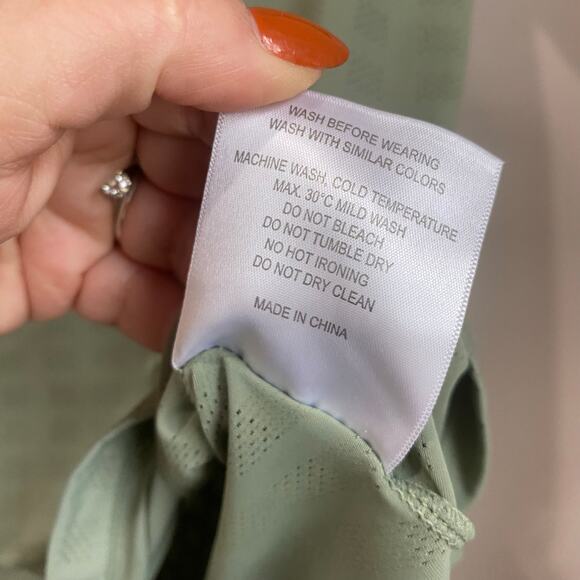 WASH BEFORE WEARING
WASH WITH SIMILAR COLORS
MACHINE WASH, COLD TEMPERATURE
MAX. 30°C MILD WASH
DO NOT BLEACH
DO NOT TUMBLE DRY
NO HOT IRONING
DO NOT DRY CLEAN
MADE IN CHINA